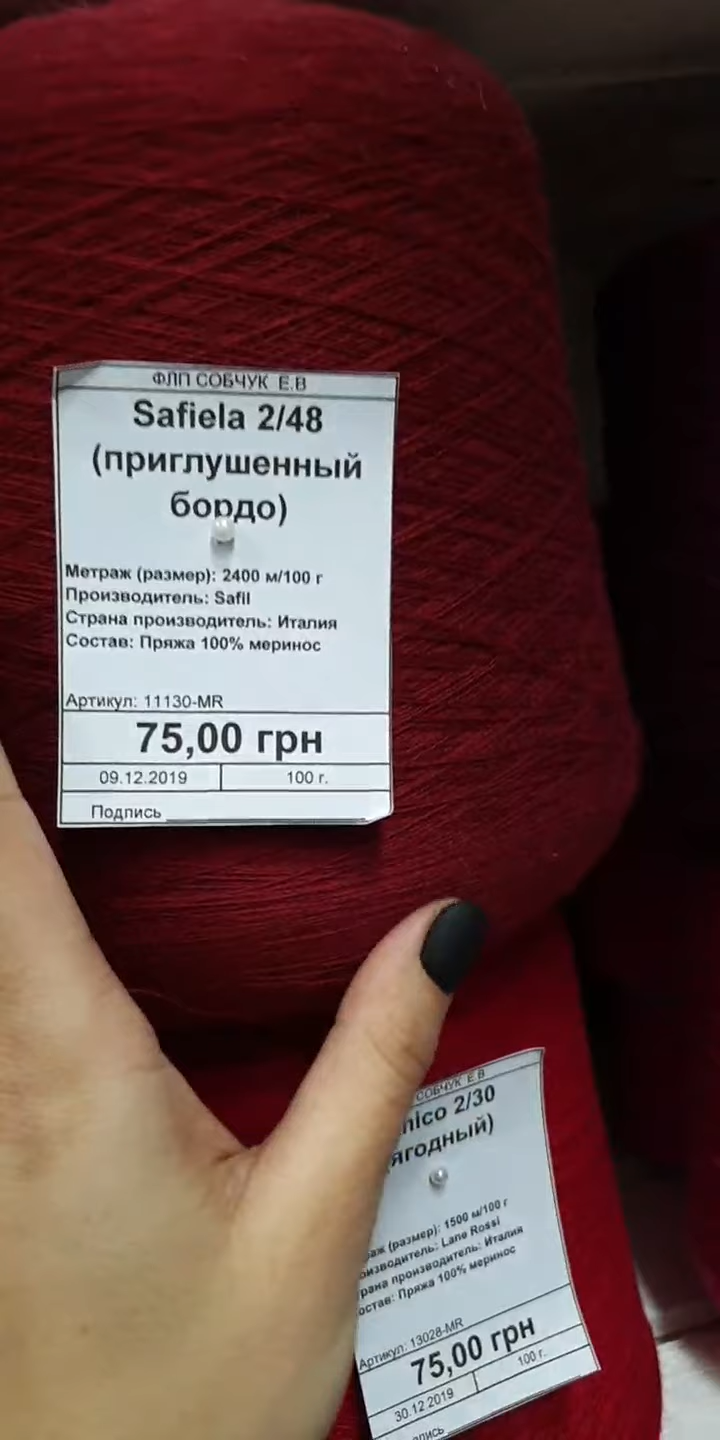 ФЛП СОБЧУК Е.В
Safiela 2/48
(приглушенный
бордо)
Метраж (размер): 2400 м/100 г
Производитель: Safil
Страна производитель: Италия
Состав: Пряжа 100% меринос
Артикул: 11130-MR
75,00 грн
09.12.2019 100 г.
Подпись
СОБЧУК Е.В
2/30
ягодный)
(размер): 1500 м/100 г
Lane Rossi
производитель: Италия
Пряжа 100% меринос
Артикул: 13028-MR
75,00 грн
30.12.2019 100 г.